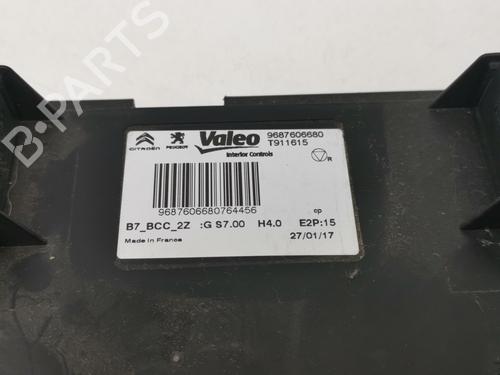 CITROËN PEUGEOT Valeo 9687606680
T911615
Interior Controls
R
9687606680764456
cp
B7_BCC_2Z :G S7.00 H4.0 E2P:15
Made in France 27/01/17
B-PARTS